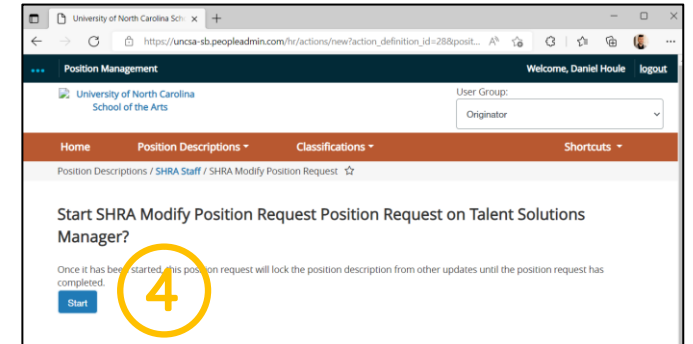 University of North Carolina Sch
https://uncsa-sb.peopleadmin.com/hr/actions/new?action_definition_id=28&posit...
Position Management
Welcome, Daniel Houle logout
University of North Carolina
School of the Arts
User Group:
Originator
Home Position Descriptions Classifications Shortcuts
Position Descriptions / SHRA Staff / SHRA Modify Position Request
Start SHRA Modify Position Request Position Request on Talent Solutions
Manager?
Once it has been started, this position request will lock the position description from other updates until the position request has
completed.
Start
4